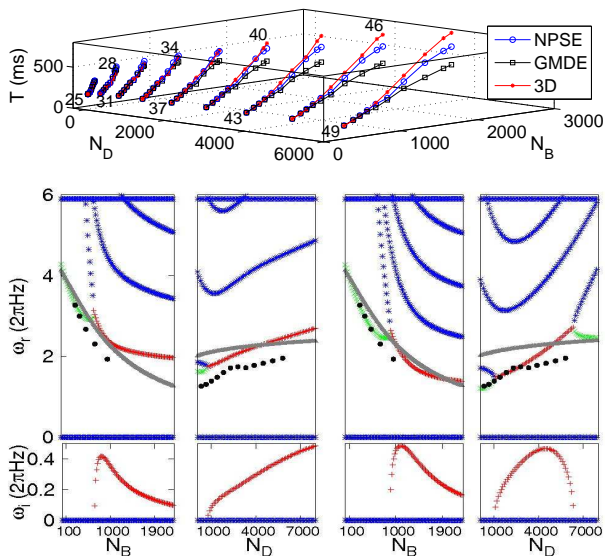 46
40
34
28
25
31
37
43
49
NPSE
GMDE
3D
T (ms)
500
0
0
2000
4000
6000
N_D
0
1000
2000
3000
N_B
ω_r (2πHz)
6
4
2
0
ω_i (2πHz)
0.4
0.2
0
100 1000 1900
N_B
1000 4000 7000
N_D
100 1000 1900
N_B
1000 4000 7000
N_D